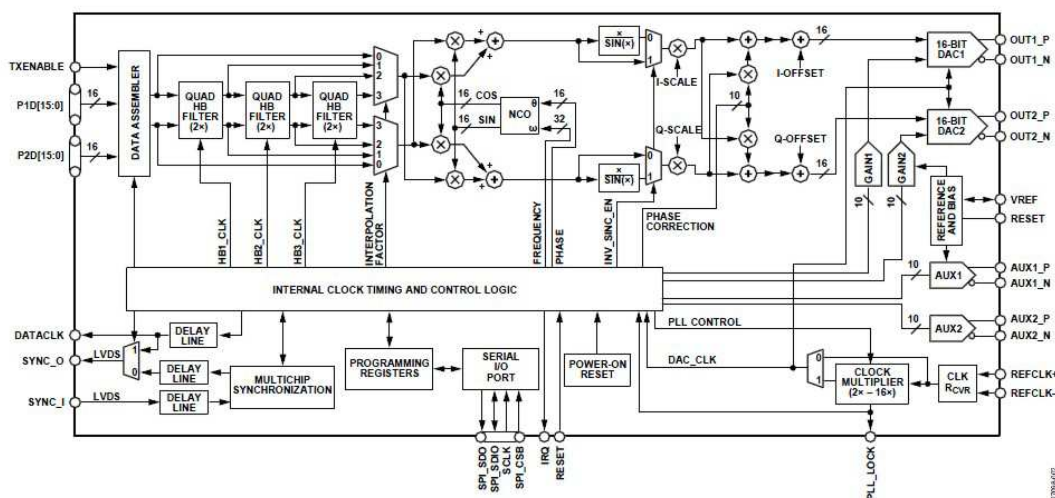 TXENABLE
P1D[15:0]
16
P2D[15:0]
16
DATA ASSEMBLER
QUAD
HB
FILTER
(2×)
QUAD
HB
FILTER
(2×)
QUAD
HB
FILTER
(2×)
0
1
2
3
3
2
1
0
16
COS
16
SIN
NCO
θ
ω
16
32
+
+
+
+
x
SIN(x)
0
1
x
SIN(x)
0
1
I-SCALE
Q-SCALE
10
I-OFFSET
Q-OFFSET
16
16
16-BIT
DAC1
16-BIT
DAC2
OUT1_P
OUT1_N
OUT2_P
OUT2_N
GAIN1
GAIN2
10
10
REFERENCE
AND BIAS
VREF
RESET
HB1_CLK
HB2_CLK
HB3_CLK
INTERPOLATION
FACTOR
FREQUENCY
PHASE
INV_SINC_EN
PHASE
CORRECTION
INTERNAL CLOCK TIMING AND CONTROL LOGIC
10
AUX1
AUX1_P
AUX1_N
10
AUX2
AUX2_P
AUX2_N
DATACLK
DELAY
LINE
SYNC_O
LVDS
1
0
DELAY
LINE
SYNC_I
LVDS
DELAY
LINE
MULTICHIP
SYNCHRONIZATION
PROGRAMMING
REGISTERS
SERIAL
I/O
PORT
POWER-ON
RESET
PLL CONTROL
DAC_CLK
0
1
CLOCK
MULTIPLIER
(2× – 16×)
CLK
RCVR
REFCLK+
REFCLK-
SPI_SDO
SPI_SDIO
SCLK
SPI_CSB
IRQ
RESET
PLL_LOCK